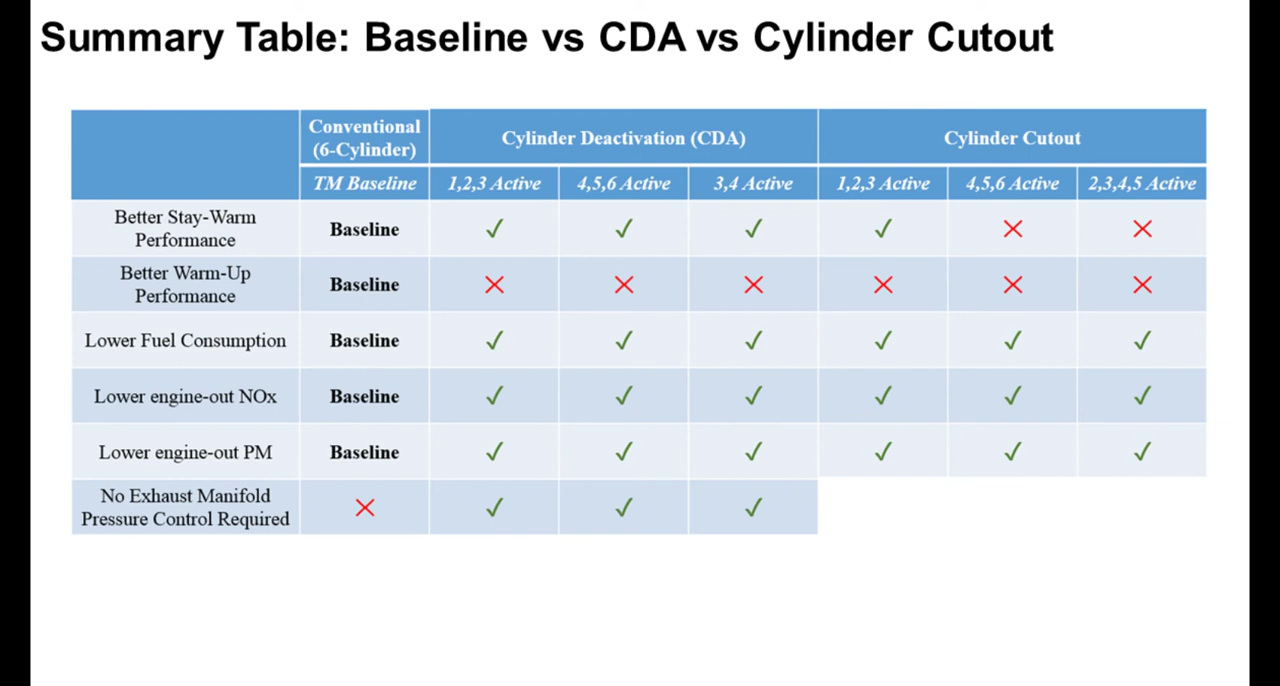 Summary Table: Baseline vs CDA vs Cylinder Cutout
Conventional
(6-Cylinder)
Cylinder Deactivation (CDA)
Cylinder Cutout
TM Baseline
1,2,3 Active
4,5,6 Active
3,4 Active
1,2,3 Active
4,5,6 Active
2,3,4,5 Active
Better Stay-Warm
Performance
Baseline
✓ ✓ ✓ ✓ ✕ ✕
Better Warm-Up
Performance
Baseline
✕ ✕ ✕ ✕ ✕ ✕
Lower Fuel Consumption
Baseline
✓ ✓ ✓ ✓ ✓ ✓
Lower engine-out NOx
Baseline
✓ ✓ ✓ ✓ ✓ ✓
Lower engine-out PM
Baseline
✓ ✓ ✓ ✓ ✓ ✓
No Exhaust Manifold
Pressure Control Required
✕ ✓ ✓ ✓